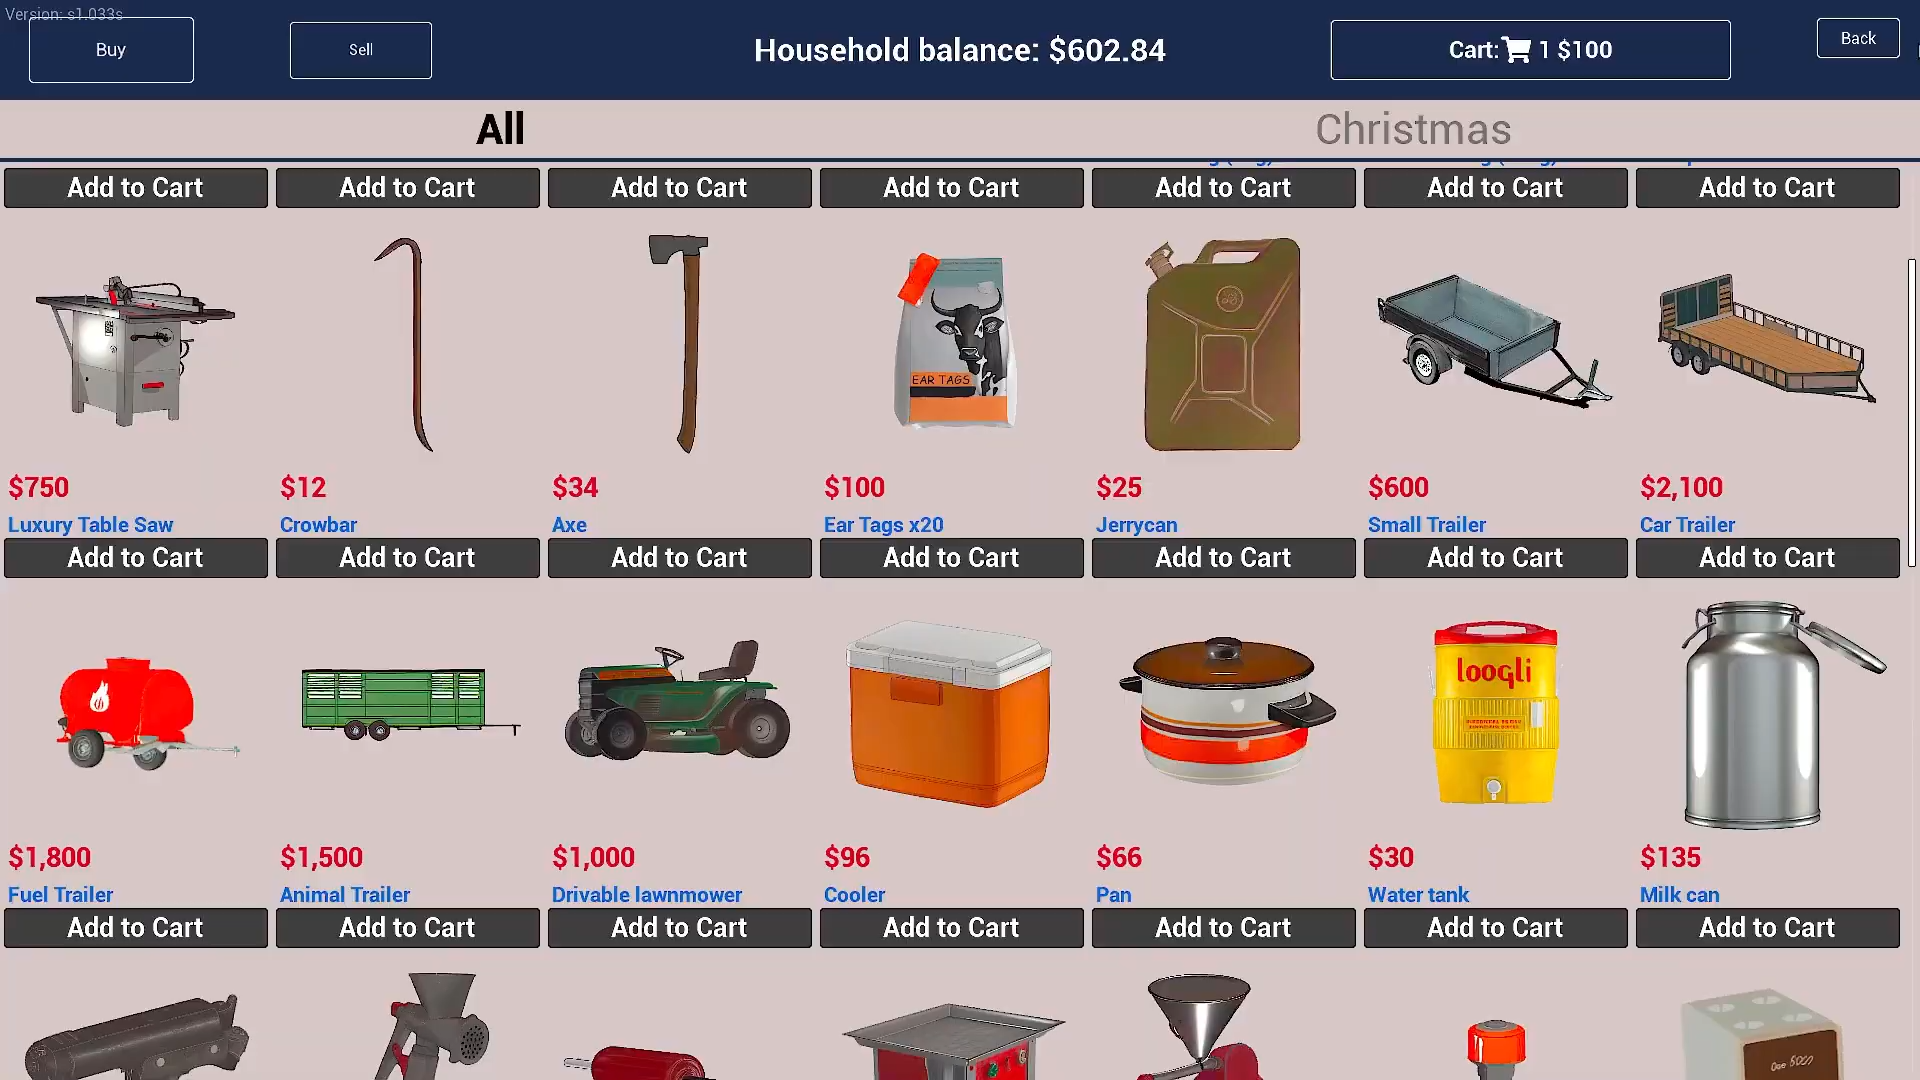 Version: s1.033s
Buy
Sell
Household balance: $602.84
Cart: 1 $100
Back
All
Christmas
Add to Cart
Add to Cart
Add to Cart
Add to Cart
Add to Cart
Add to Cart
Add to Cart
EAR TAGS
$750
$12
$34
$100
$25
$600
$2,100
Luxury Table Saw
Crowbar
Axe
Ear Tags x20
Jerrycan
Small Trailer
Car Trailer
Add to Cart
Add to Cart
Add to Cart
Add to Cart
Add to Cart
Add to Cart
Add to Cart
loogli
$1,800
$1,500
$1,000
$96
$66
$30
$135
Fuel Trailer
Animal Trailer
Drivable lawnmower
Cooler
Pan
Water tank
Milk can
Add to Cart
Add to Cart
Add to Cart
Add to Cart
Add to Cart
Add to Cart
Add to Cart